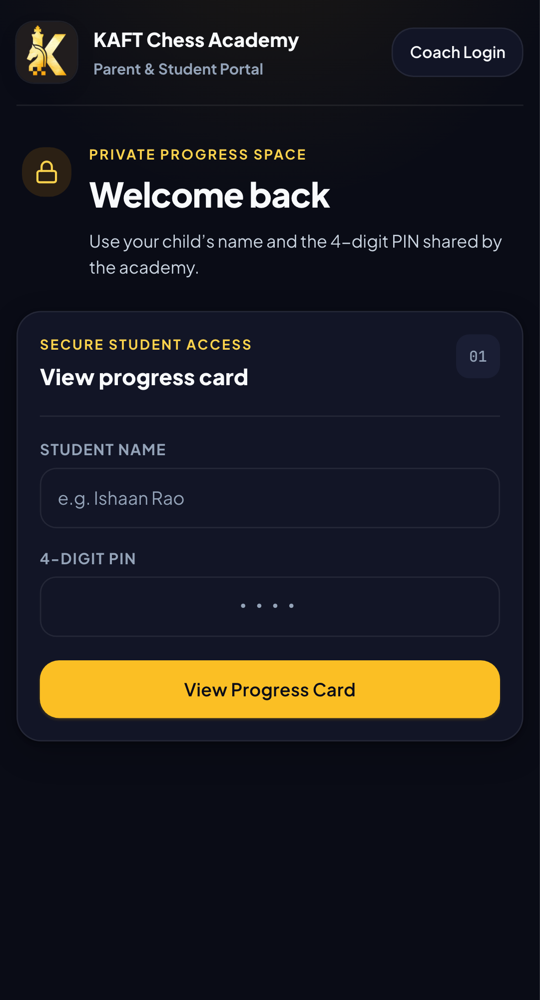 K
KAFT Chess Academy
Parent & Student Portal
Coach Login
PRIVATE PROGRESS SPACE
Welcome back
Use your child’s name and the 4-digit PIN shared by
the academy.
SECURE STUDENT ACCESS
01
View progress card
STUDENT NAME
e.g. Ishaan Rao
4-DIGIT PIN
• • • •
View Progress Card